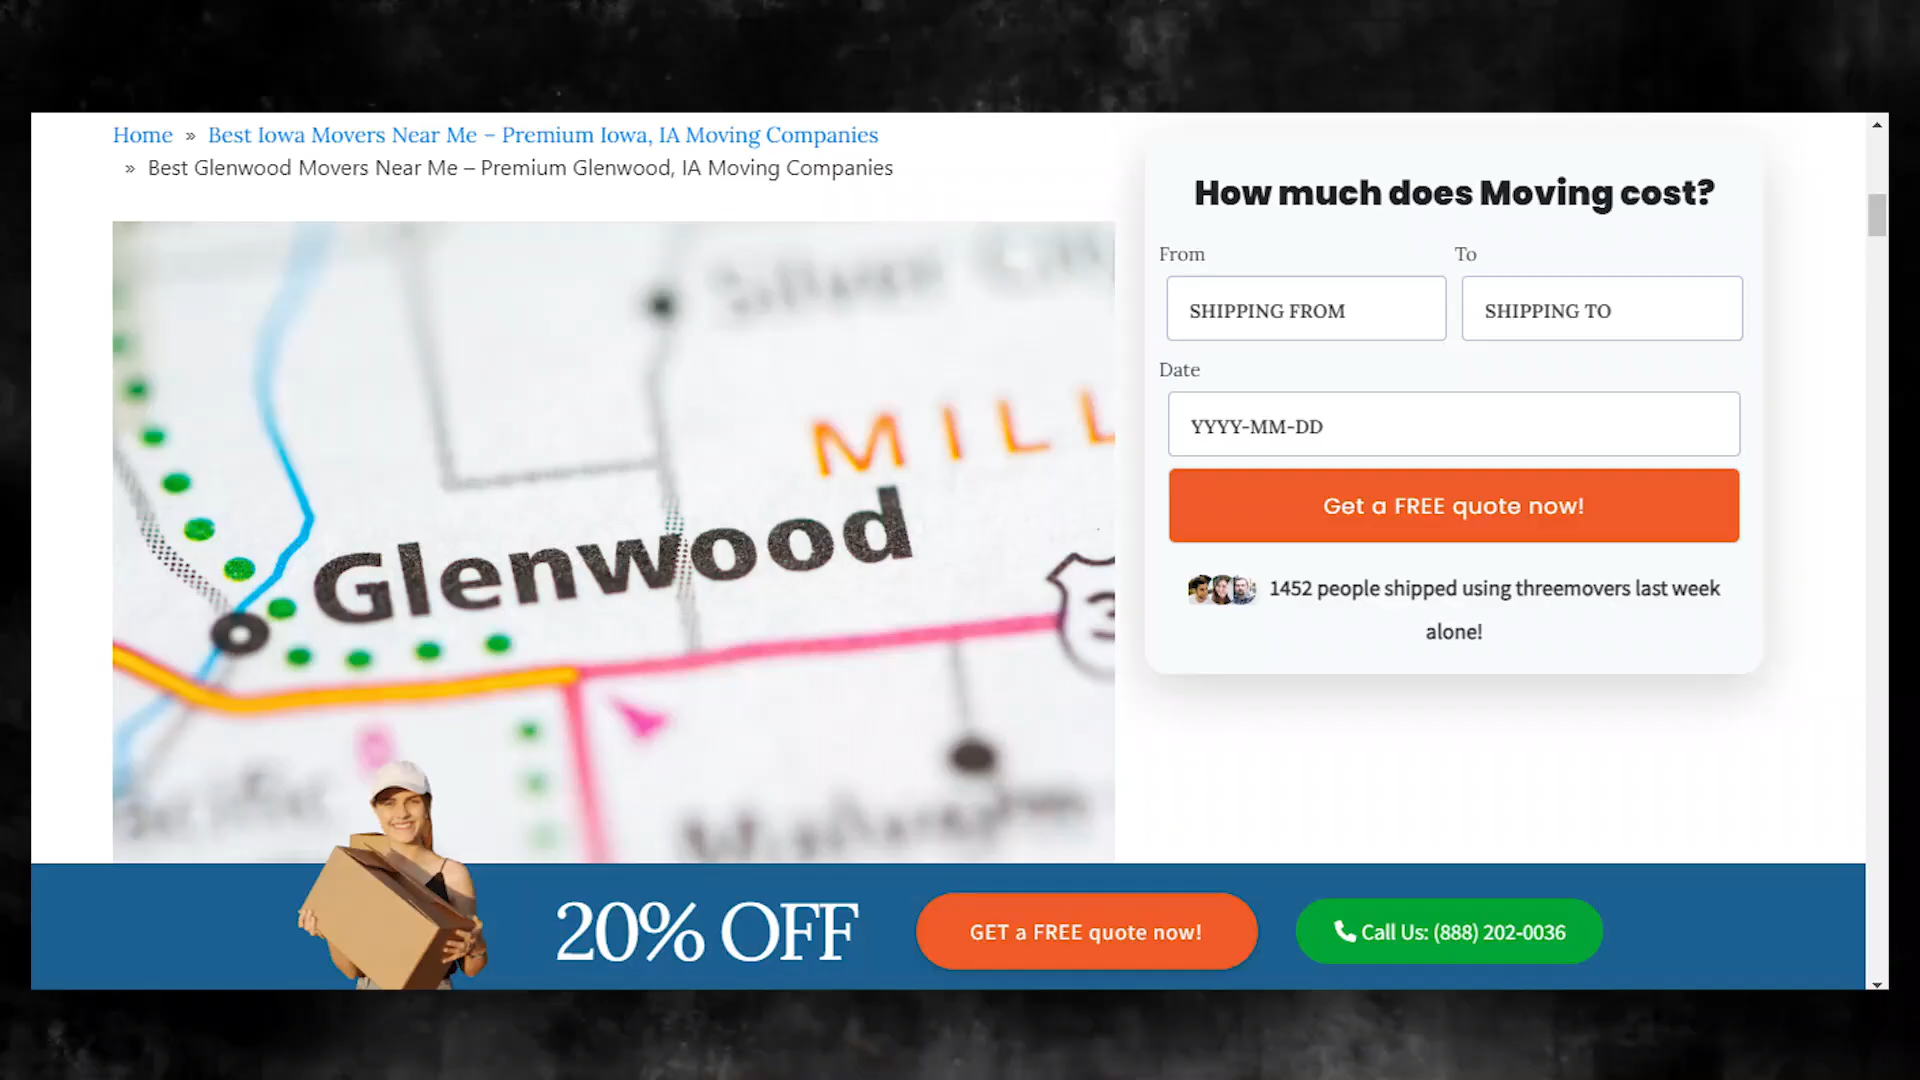 Home » Best Iowa Movers Near Me – Premium Iowa, IA Moving Companies
» Best Glenwood Movers Near Me – Premium Glenwood, IA Moving Companies
How much does Moving cost?
From
To
SHIPPING FROM
SHIPPING TO
Date
YYYY-MM-DD
Get a FREE quote now!
1452 people shipped using threemovers last week
alone!
Silver City
MILL
Glenwood
3
20% OFF
GET a FREE quote now!
Call Us: (888) 202-0036